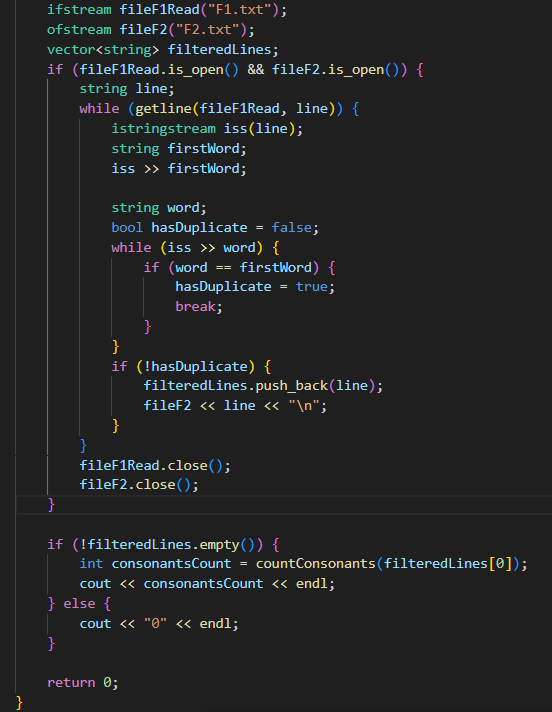 ifstream fileF1Read("F1.txt");
ofstream fileF2("F2.txt");
vector<string> filteredLines;
if (fileF1Read.is_open() && fileF2.is_open()) {
    string line;
    while (getline(fileF1Read, line)) {
        istringstream iss(line);
        string firstWord;
        iss >> firstWord;

        string word;
        bool hasDuplicate = false;
        while (iss >> word) {
            if (word == firstWord) {
                hasDuplicate = true;
                break;
            }
        }
        if (!hasDuplicate) {
            filteredLines.push_back(line);
            fileF2 << line << "\n";
        }
    }
    fileF1Read.close();
    fileF2.close();
}

if (!filteredLines.empty()) {
    int consonantsCount = countConsonants(filteredLines[0]);
    cout << consonantsCount << endl;
} else {
    cout << "0" << endl;
}

return 0;
}